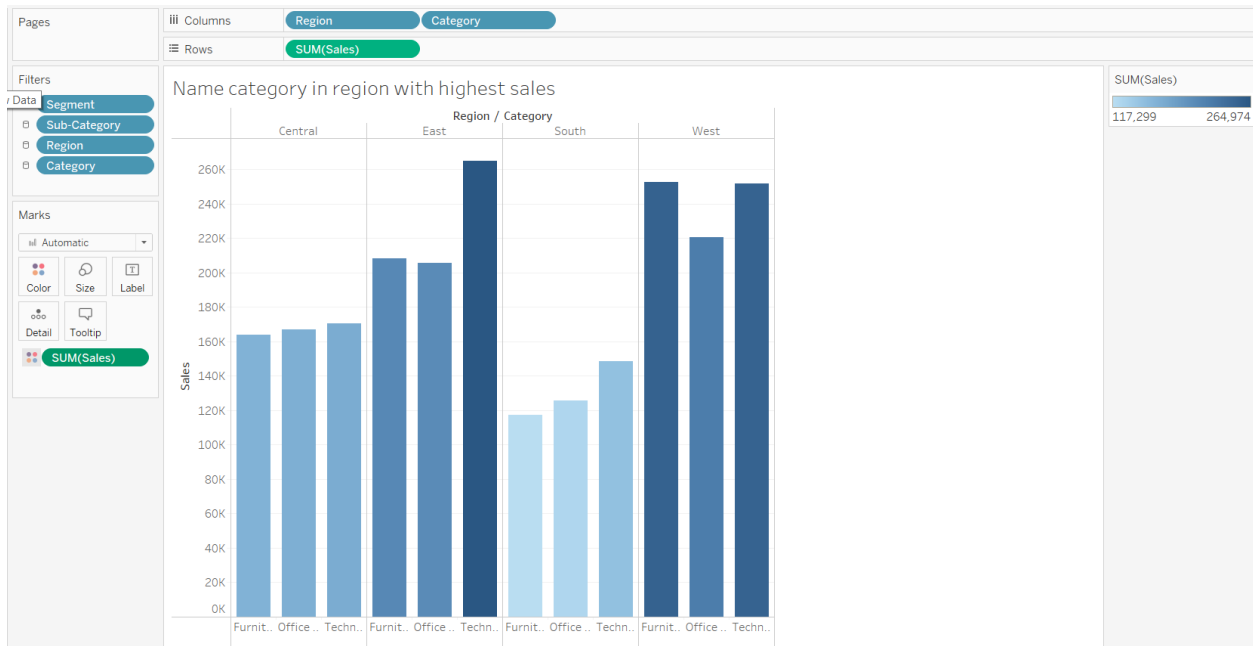 Pages
Columns
Region
Category
Rows
SUM(Sales)
Filters
v Data
Segment
Sub-Category
Region
Category
Marks
Automatic
Color
Size
Label
Detail
Tooltip
SUM(Sales)
Name category in region with highest sales
Region / Category
Central East South West
Sales
260K
240K
220K
200K
180K
160K
140K
120K
100K
80K
60K
40K
20K
0K
Furnit.. Office .. Techn.. Furnit.. Office .. Techn.. Furnit.. Office .. Techn.. Furnit.. Office .. Techn..
SUM(Sales)
117,299 264,974